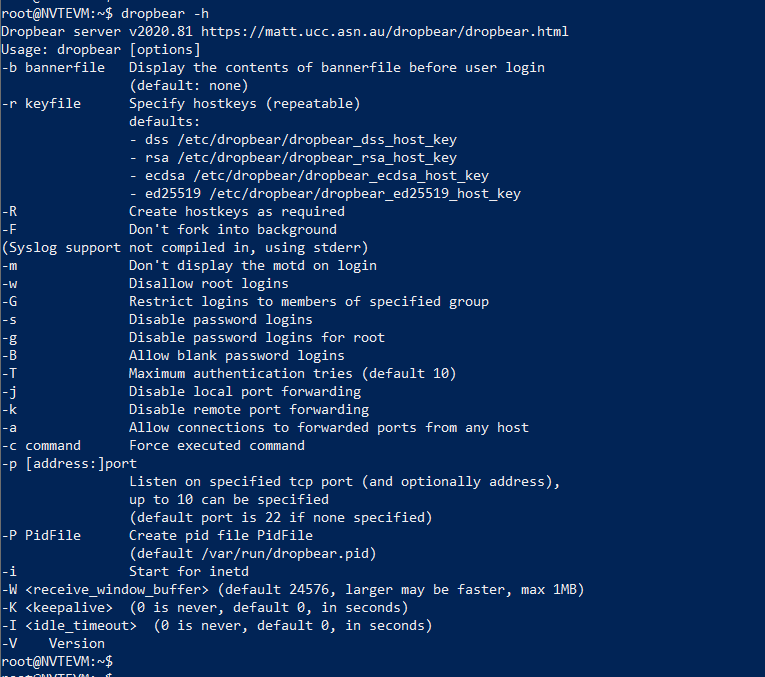 root@NVTEVM:~$ dropbear -h
Dropbear server v2020.81 https://matt.ucc.asn.au/dropbear/dropbear.html
Usage: dropbear [options]
-b bannerfile   Display the contents of bannerfile before user login
                (default: none)
-r keyfile      Specify hostkeys (repeatable)
                defaults:
                - dss /etc/dropbear/dropbear_dss_host_key
                - rsa /etc/dropbear/dropbear_rsa_host_key
                - ecdsa /etc/dropbear/dropbear_ecdsa_host_key
                - ed25519 /etc/dropbear/dropbear_ed25519_host_key
-R              Create hostkeys as required
-F              Don't fork into background
(Syslog support not compiled in, using stderr)
-m              Don't display the motd on login
-w              Disallow root logins
-G              Restrict logins to members of specified group
-s              Disable password logins
-g              Disable password logins for root
-B              Allow blank password logins
-T              Maximum authentication tries (default 10)
-j              Disable local port forwarding
-k              Disable remote port forwarding
-a              Allow connections to forwarded ports from any host
-c command      Force executed command
-p [address:]port
                Listen on specified tcp port (and optionally address),
                up to 10 can be specified
                (default port is 22 if none specified)
-P PidFile      Create pid file PidFile
                (default /var/run/dropbear.pid)
-i              Start for inetd
-W <receive_window_buffer> (default 24576, larger may be faster, max 1MB)
-K <keepalive>  (0 is never, default 0, in seconds)
-I <idle_timeout>  (0 is never, default 0, in seconds)
-V    Version
root@NVTEVM:~$